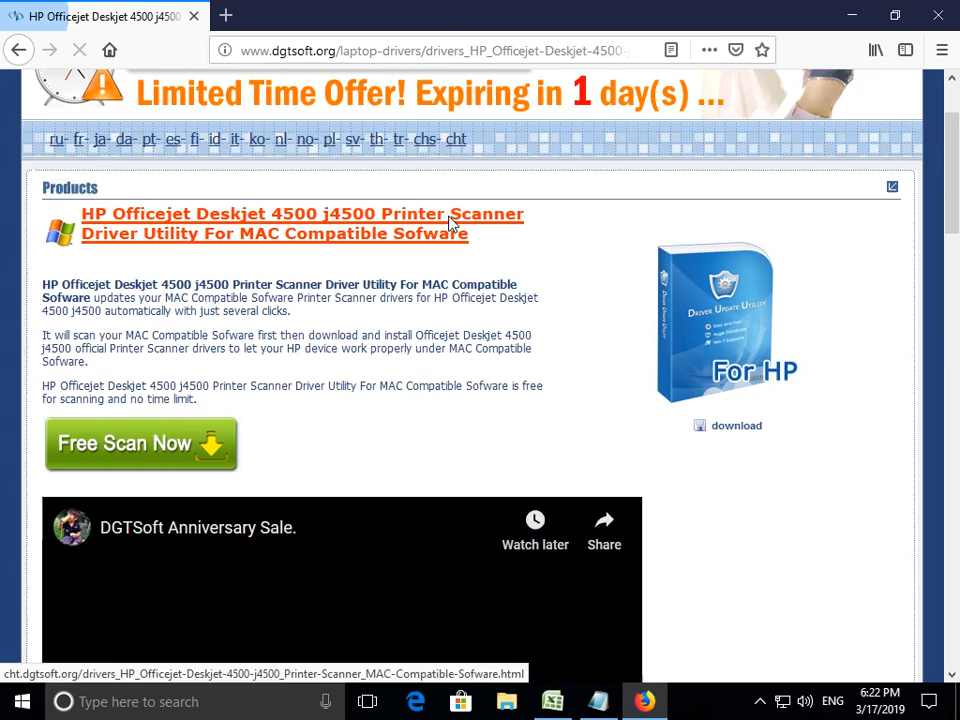 HP Officejet Deskjet 4500 j4500
www.dgtsoft.org/laptop-drivers/drivers_HP_Officejet-Deskjet-4500-
Limited Time Offer! Expiring in 1 day(s) ...
ru- fr- ja- da- pt- es- fi- id- it- ko- nl- no- pl- sv- th- tr- chs- cht
Products
HP Officejet Deskjet 4500 j4500 Printer Scanner
Driver Utility For MAC Compatible Sofware
HP Officejet Deskjet 4500 j4500 Printer Scanner Driver Utility For MAC Compatible
Sofware updates your MAC Compatible Sofware Printer Scanner drivers for HP Officejet Deskjet
4500 j4500 automatically with just several clicks.
It will scan your MAC Compatible Sofware first then download and install Officejet Deskjet 4500
j4500 official Printer Scanner drivers to let your HP device work properly under MAC Compatible
Sofware.
HP Officejet Deskjet 4500 j4500 Printer Scanner Driver Utility For MAC Compatible Sofware is free
for scanning and no time limit.
Free Scan Now
DRIVER UPDATE UTILITY
For HP
download
DGTSoft Anniversary Sale.
Watch later
Share
cht.dgtsoft.org/drivers_HP_Officejet-Deskjet-4500-j4500_Printer-Scanner_MAC-Compatible-Sofware.html
Type here to search
ENG
6:22 PM
3/17/2019